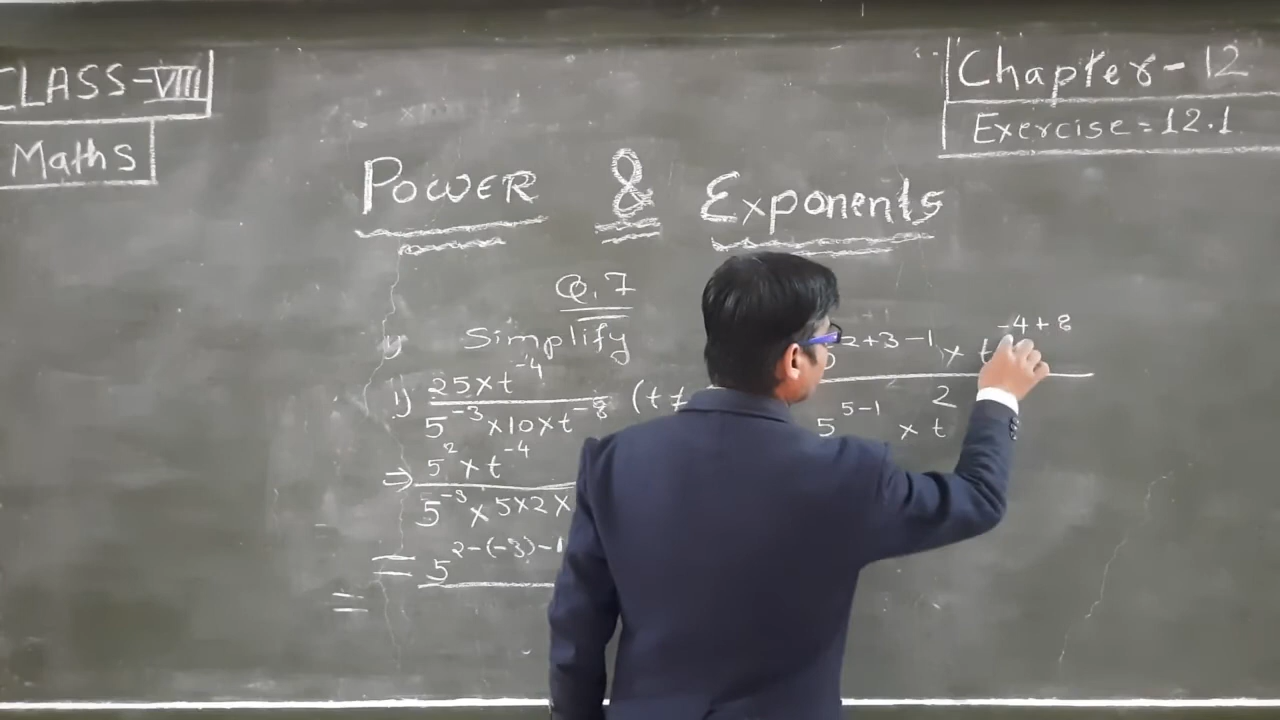 CLASS-VIII
Maths
Chapter-12
Exercise=12.1
POWER & Exponents
Q.7
Simplify
1) 25×t⁻⁴
5⁻³×10×t⁻⁸ (t≠
⇒ 5²×t⁻⁴
5⁻³×5×2×
= 5²⁻⁽⁻³⁾⁻¹
=
5²⁺³⁻¹ × t⁻⁴⁺⁸
2
5⁵⁻¹ × t